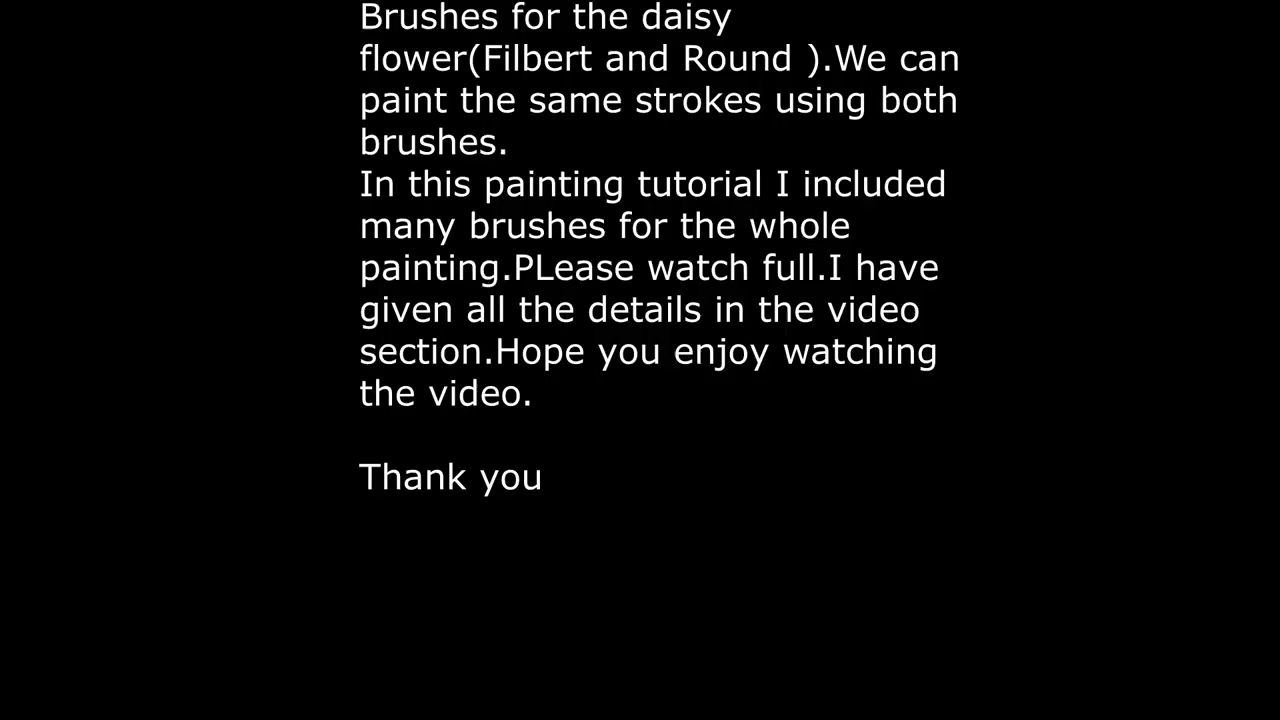 Brushes for the daisy
flower(Filbert and Round ).We can
paint the same strokes using both
brushes.
In this painting tutorial I included
many brushes for the whole
painting.PLease watch full.I have
given all the details in the video
section.Hope you enjoy watching
the video.
Thank you